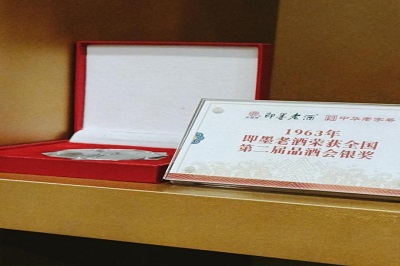 即墨老酒 中华老字号
1963年
即墨老酒荣获全国
第二届品酒会银奖